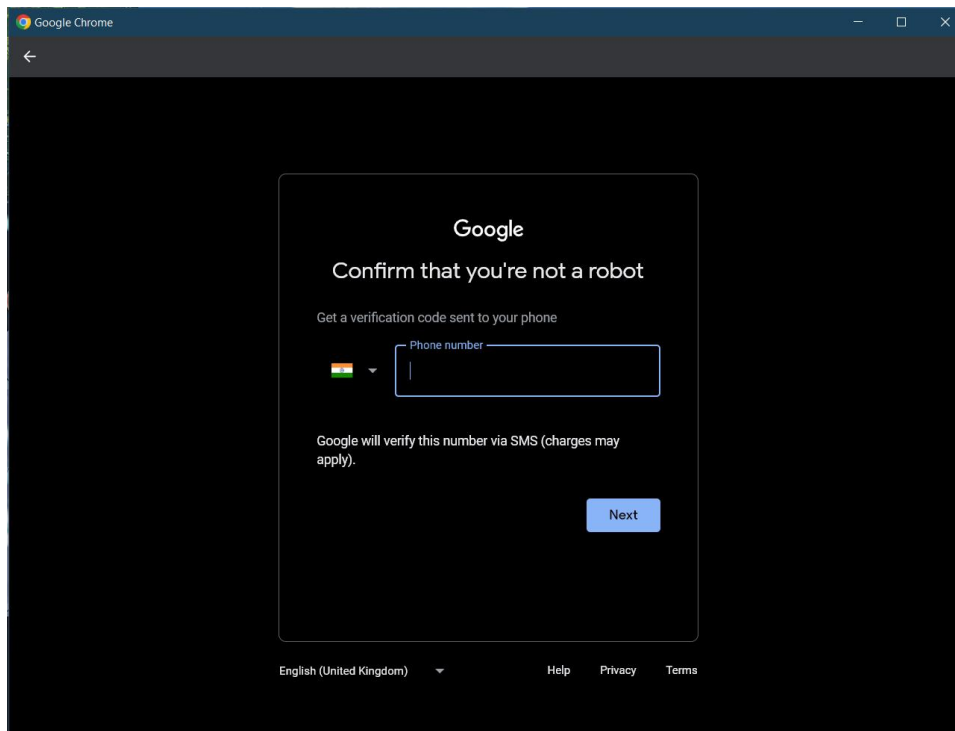 Google Chrome
Google
Confirm that you're not a robot
Get a verification code sent to your phone
Phone number
Google will verify this number via SMS (charges may
apply).
Next
English (United Kingdom)
Help Privacy Terms